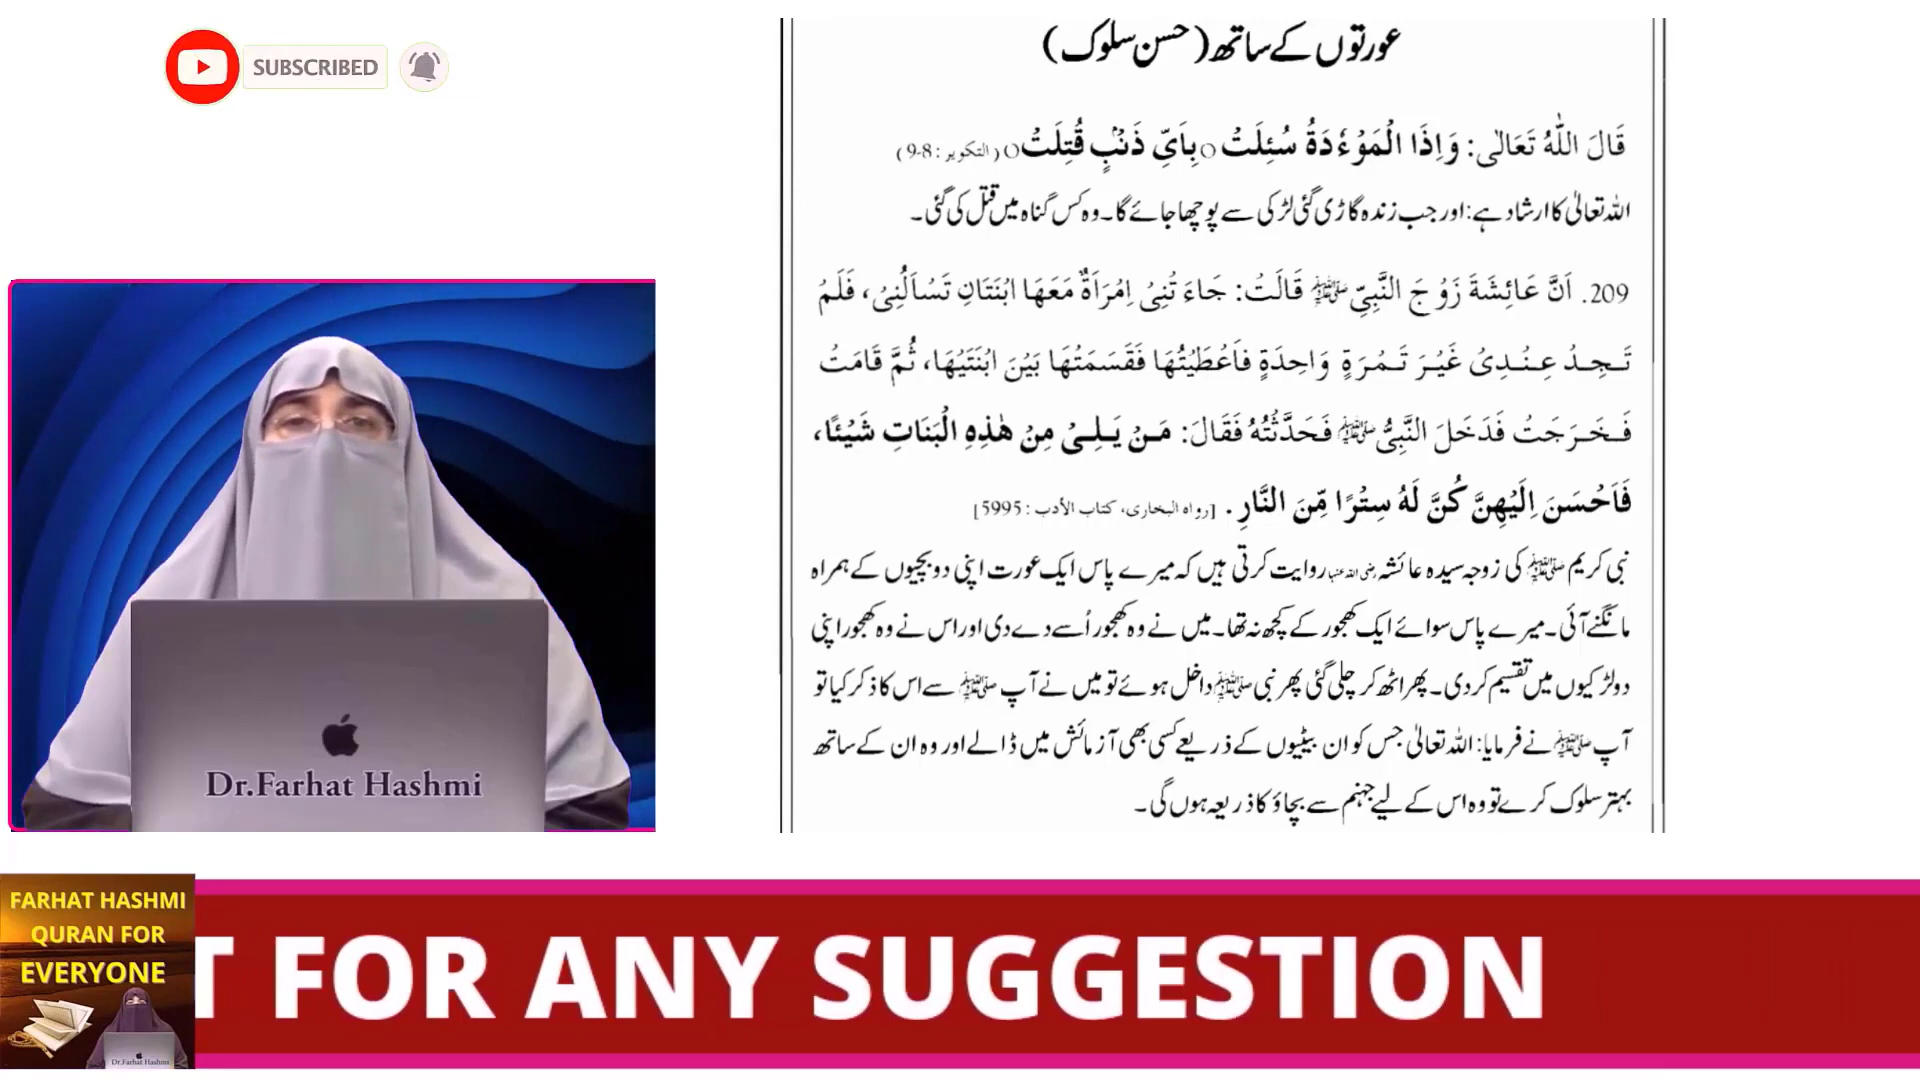 SUBSCRIBED
عورتوں کے ساتھ (حسن سلوک)
قَالَ اللّٰهُ تَعَالٰى: وَاِذَا الْمَوْءٗدَةُ سُئِلَتْ○ بِاَيِّ ذَنْۢبٍ قُتِلَتْ○ (التكوير: 8-9)
اللہ تعالیٰ کا ارشاد ہے: اور جب زندہ گاڑی گئی لڑکی سے پوچھا جائے گا۔ وہ کس گناہ میں قتل کی گئی۔
209. اَنَّ عَائِشَةَ زَوْجَ النَّبِيِّ ﷺ قَالَتْ: جَاءَ تْنِيْ اِمْرَاَةٌ مَعَهَا ابْنَتَانِ تَسْاَلُنِيْ، فَلَمْ
تَجِدْ عِنْدِيْ غَيْرَ تَمْرَةٍ وَاحِدَةٍ فَاَعْطَيْتُهَا فَقَسَمَتْهَا بَيْنَ ابْنَتَيْهَا، ثُمَّ قَامَتْ
فَخَرَجَتْ فَدَخَلَ النَّبِيُّ ﷺ فَحَدَّثْتُهُ فَقَالَ: مَنْ يَلِيْ مِنْ هٰذِهِ الْبَنَاتِ شَيْئًا،
فَاَحْسَنَ اِلَيْهِنَّ كُنَّ لَهُ سِتْرًا مِّنَ النَّارِ. [رواه البخاري، كتاب الأدب: 5995]
نبی کریم ﷺ کی زوجہ سیدہ عائشہ رضی اللہ عنہا روایت کرتی ہیں کہ میرے پاس ایک عورت اپنی دو بچیوں کے ہمراہ
مانگنے آئی۔ میرے پاس سوائے ایک کھجور کے کچھ نہ تھا۔ میں نے وہ کھجور اُسے دے دی اور اس نے وہ کھجور اپنی
دو لڑکیوں میں تقسیم کر دی۔ پھر اٹھ کر چلی گئی پھر نبی ﷺ داخل ہوئے تو میں نے آپ ﷺ سے اس کا ذکر کیا تو
آپ ﷺ نے فرمایا: اللہ تعالیٰ جس کو ان بیٹیوں کے ذریعے کسی بھی آزمائش میں ڈالے اور وہ ان کے ساتھ
بہتر سلوک کرے تو وہ اس کے لیے جہنم سے بچاؤ کا ذریعہ ہوں گی۔
Dr.Farhat Hashmi
FARHAT HASHMI
QURAN FOR
EVERYONE
Dr.Farhat Hashmi
T FOR ANY SUGGESTION